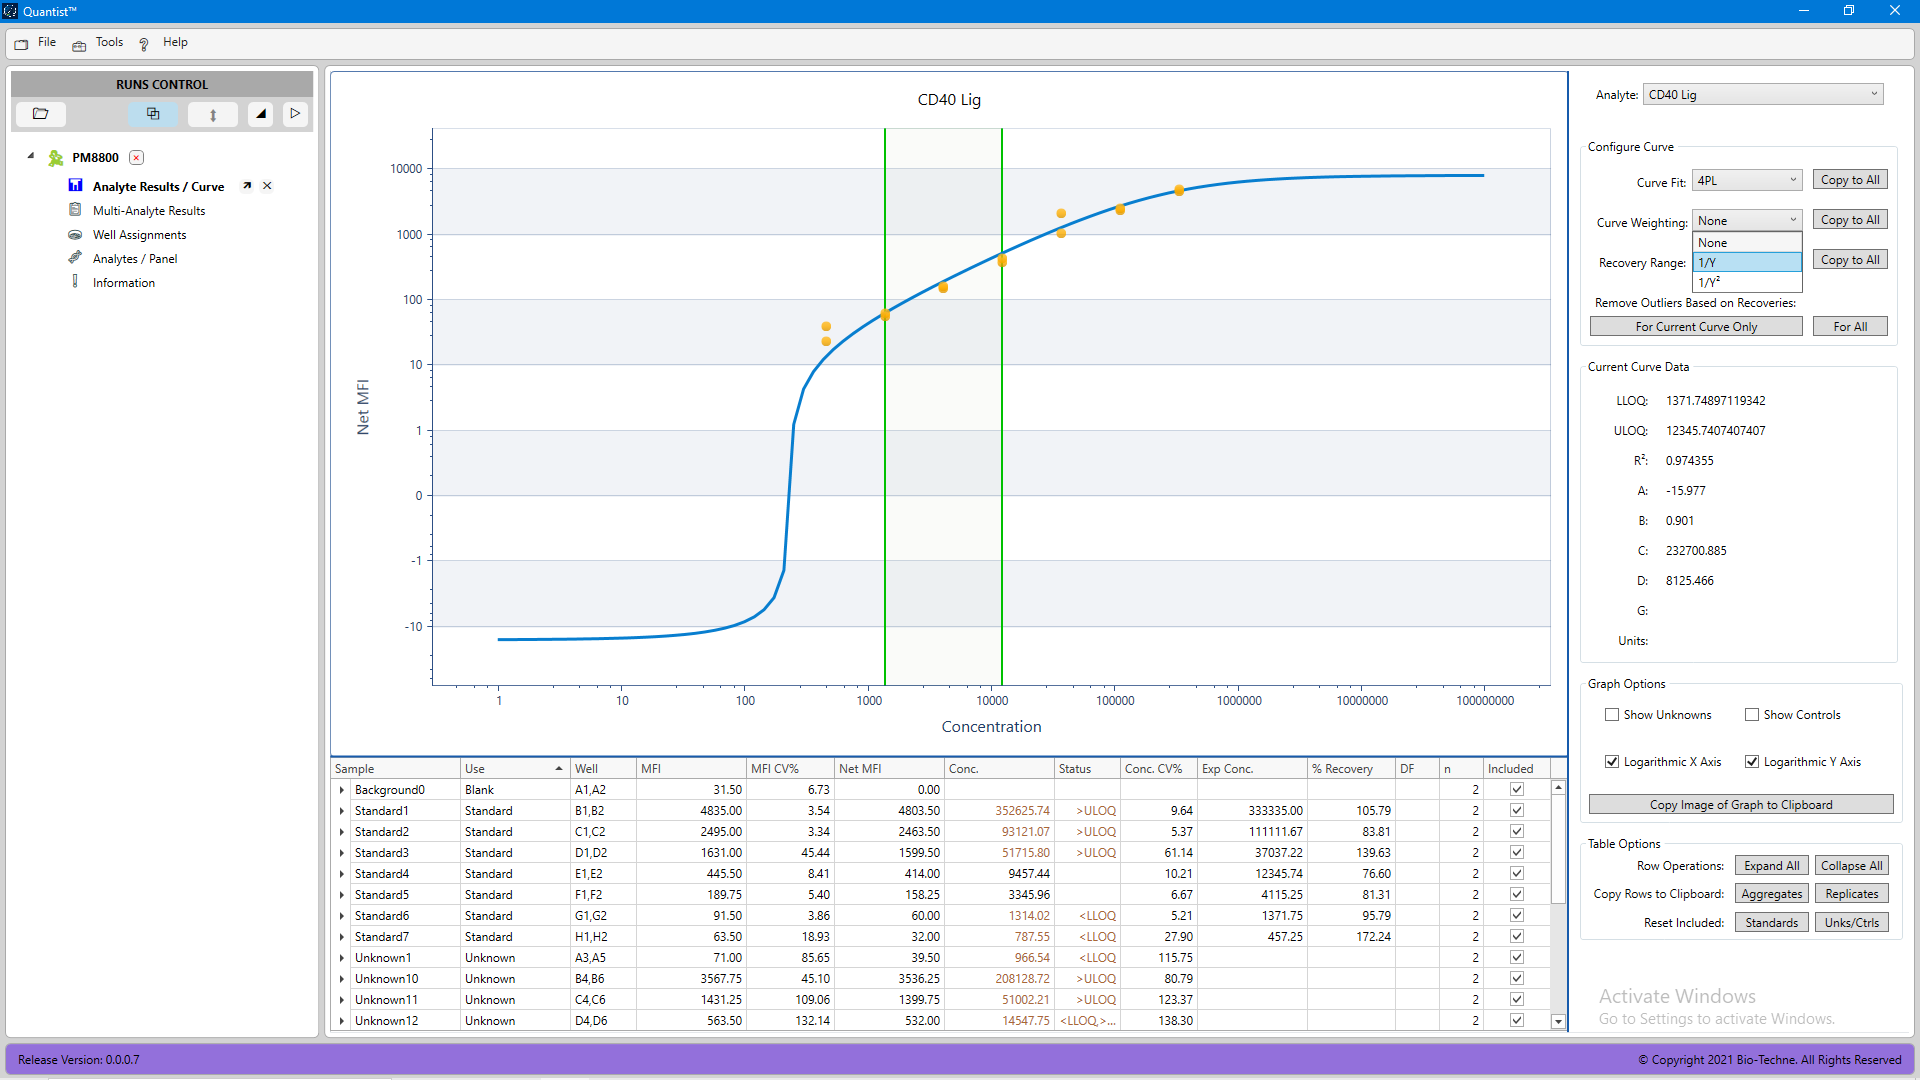 Quantist™
File Tools ? Help
RUNS CONTROL
PM8800
Analyte Results / Curve
Multi-Analyte Results
Well Assignments
Analytes / Panel
Information
CD40 Lig
10000
1000
100
10
1
0
-1
-10
Net MFI
1 10 100 1000 10000 100000 1000000 10000000 100000000
Concentration
Sample Use Well MFI MFI CV% Net MFI Conc. Status Conc. CV% Exp Conc. % Recovery DF n Included
Background0 Blank A1,A2 31.50 6.73 0.00 2
Standard1 Standard B1,B2 4835.00 3.54 4803.50 352625.74 >ULOQ 9.64 333335.00 105.79 2
Standard2 Standard C1,C2 2495.00 3.34 2463.50 93121.07 >ULOQ 5.37 111111.67 83.81 2
Standard3 Standard D1,D2 1631.00 45.44 1599.50 51715.80 >ULOQ 61.14 37037.22 139.63 2
Standard4 Standard E1,E2 445.50 8.41 414.00 9457.44 10.21 12345.74 76.60 2
Standard5 Standard F1,F2 189.75 5.40 158.25 3345.96 6.67 4115.25 81.31 2
Standard6 Standard G1,G2 91.50 3.86 60.00 1314.02 <LLOQ 5.21 1371.75 95.79 2
Standard7 Standard H1,H2 63.50 18.93 32.00 787.55 <LLOQ 27.90 457.25 172.24 2
Unknown1 Unknown A3,A5 71.00 85.65 39.50 966.54 <LLOQ 115.75 2
Unknown10 Unknown B4,B6 3567.75 45.10 3536.25 208128.72 >ULOQ 80.79 2
Unknown11 Unknown C4,C6 1431.25 109.06 1399.75 51002.21 >ULOQ 123.37 2
Unknown12 Unknown D4,D6 563.50 132.14 532.00 14547.75 <LLOQ,>... 138.30 2
Analyte: CD40 Lig
Configure Curve
Curve Fit: 4PL Copy to All
Curve Weighting: None Copy to All
None
Recovery Range: 1/Y Copy to All
1/Y²
Remove Outliers Based on Recoveries:
For Current Curve Only For All
Current Curve Data
LLOQ: 1371.74897119342
ULOQ: 12345.7407407407
R²: 0.974355
A: -15.977
B: 0.901
C: 232700.885
D: 8125.466
G:
Units:
Graph Options
Show Unknowns Show Controls
Logarithmic X Axis Logarithmic Y Axis
Copy Image of Graph to Clipboard
Table Options
Row Operations: Expand All Collapse All
Copy Rows to Clipboard: Aggregates Replicates
Reset Included: Standards Unks/Ctrls
Activate Windows
Go to Settings to activate Windows.
Release Version: 0.0.0.7
© Copyright 2021 Bio-Techne. All Rights Reserved